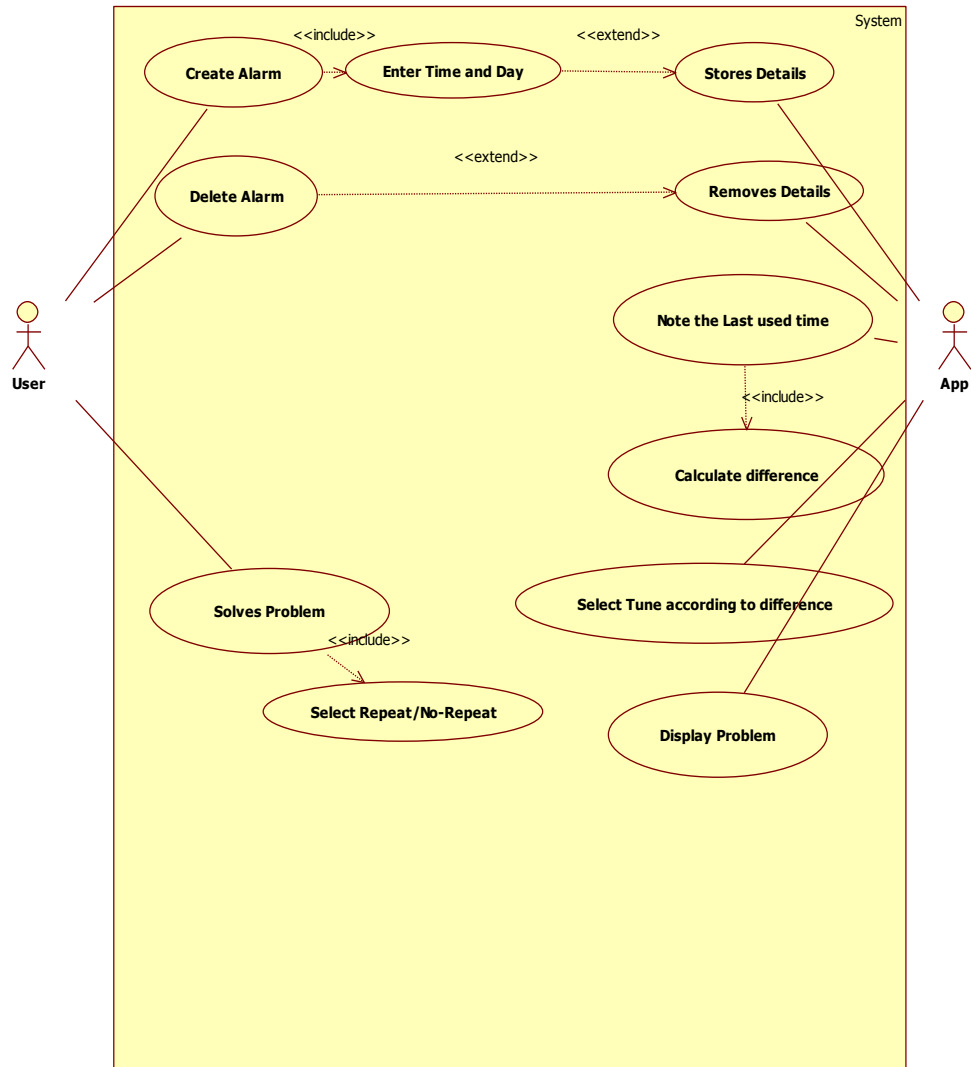 System
<<include>>
<<extend>>
Create Alarm
Enter Time and Day
Stores Details
<<extend>>
Delete Alarm
Removes Details
Note the Last used time
User
App
<<include>>
Calculate difference
Solves Problem
Select Tune according to difference
<<include>>
Select Repeat/No-Repeat
Display Problem